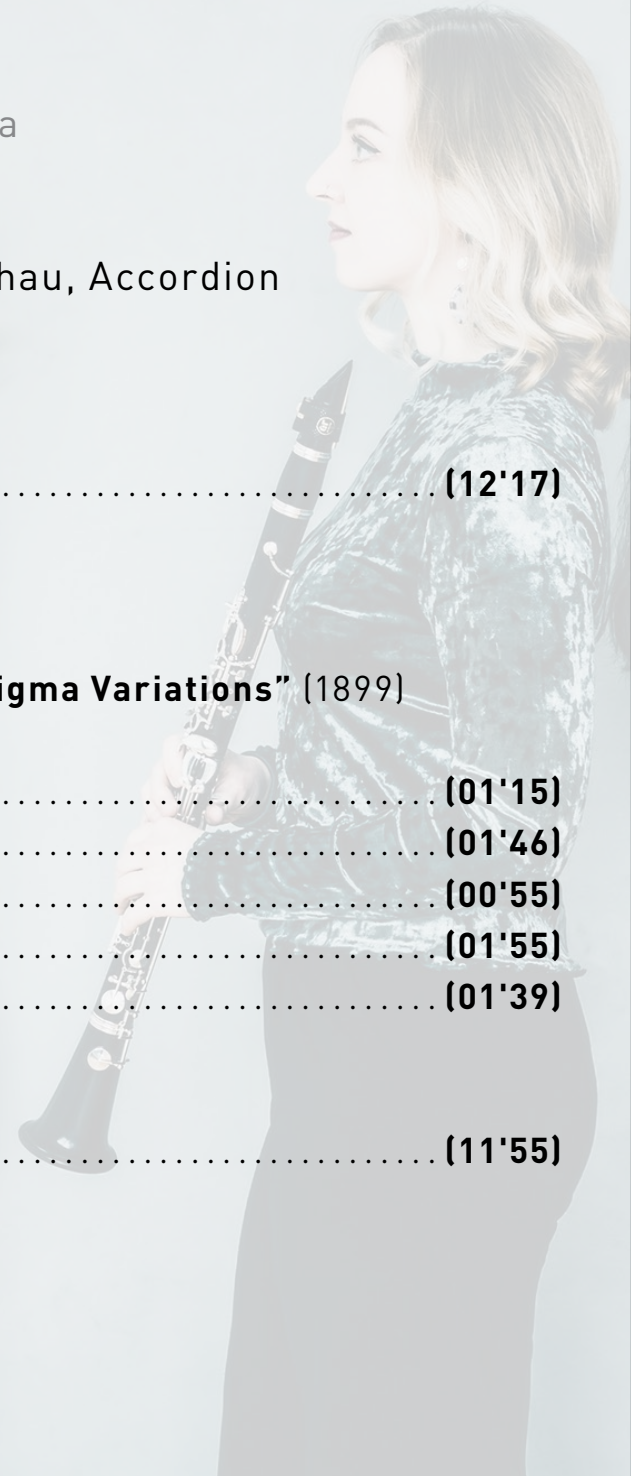 a
hau, Accordion
........................... (12'17)
igma Variations” (1899)
........................... (01'15)
........................... (01'46)
........................... (00'55)
........................... (01'55)
........................... (01'39)
........................... (11'55)